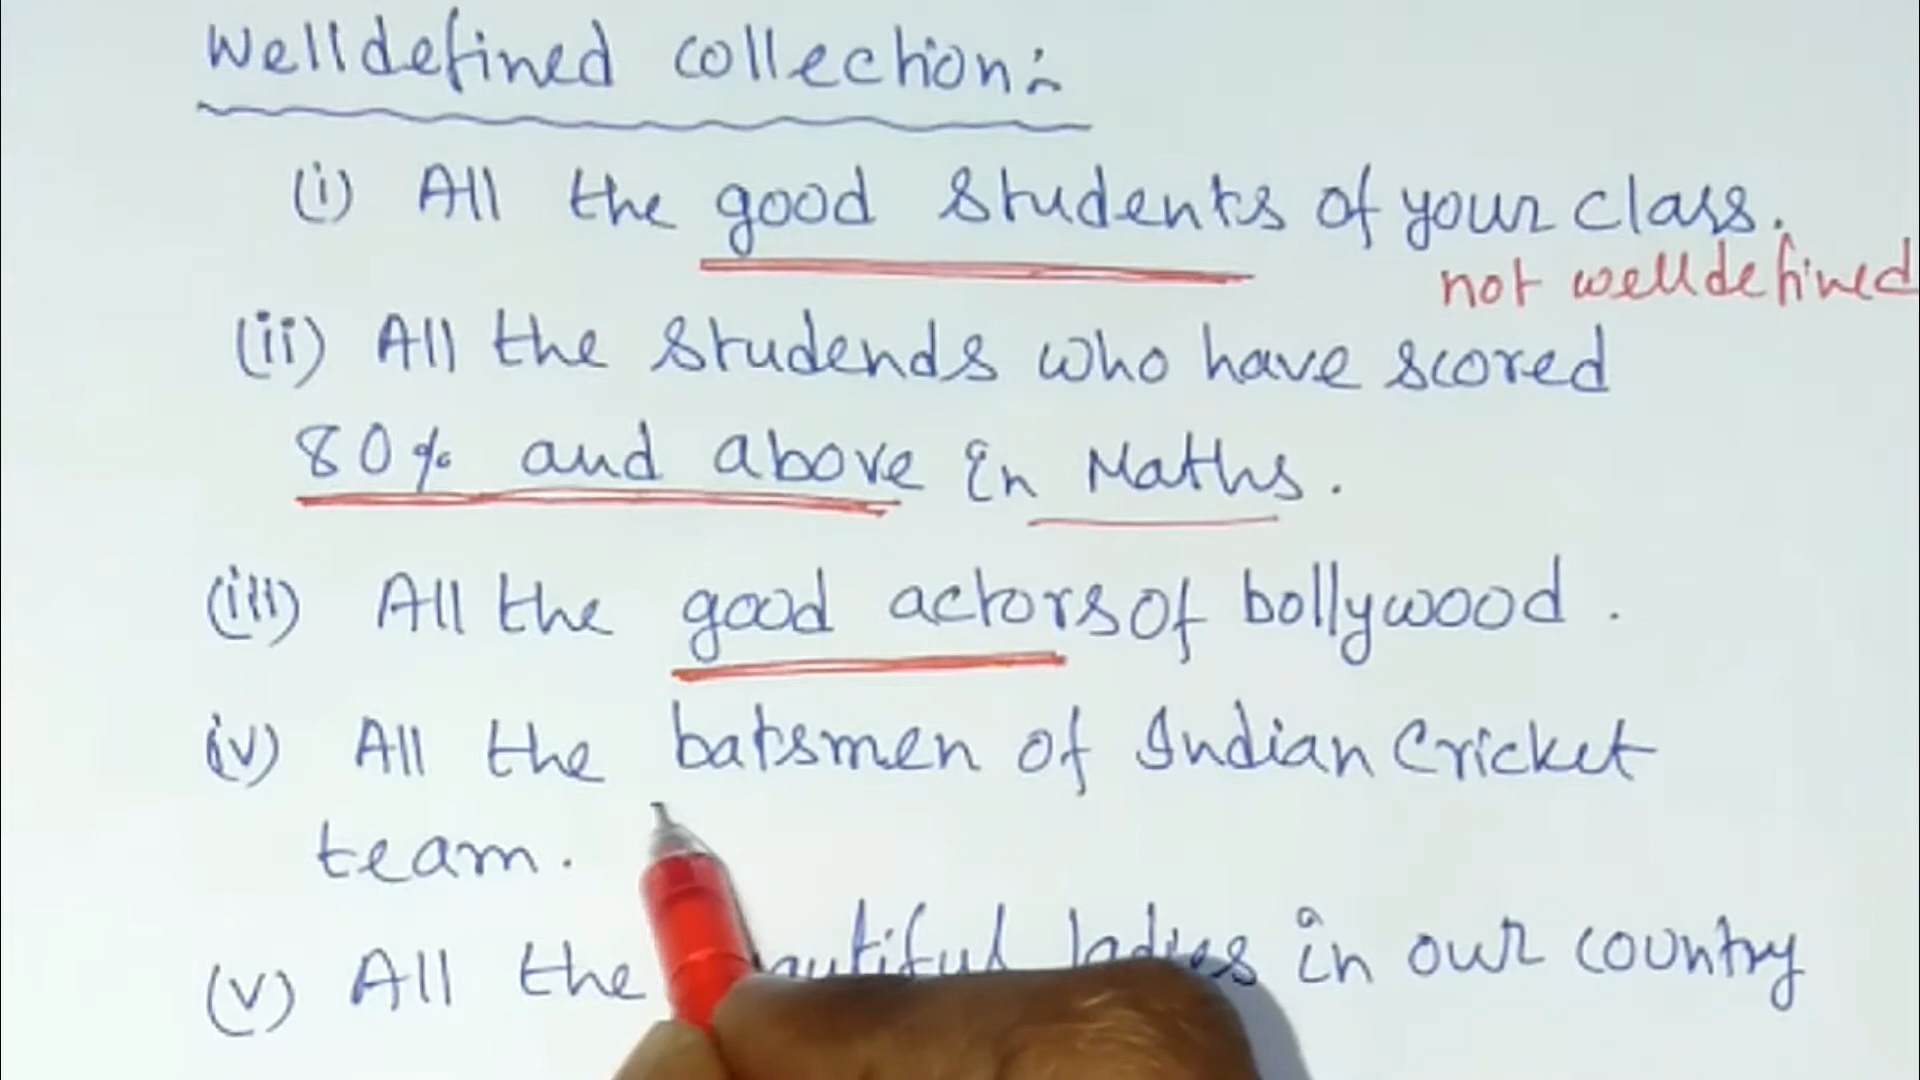 Welldefined collection:-
(i) All the good students of your class.
not welldefined
(ii) All the studends who have scored
80% and above in Maths.
(iii) All the good actors of bollywood.
(iv) All the batsmen of Indian Cricket
team.
(v) All the ladies in our country